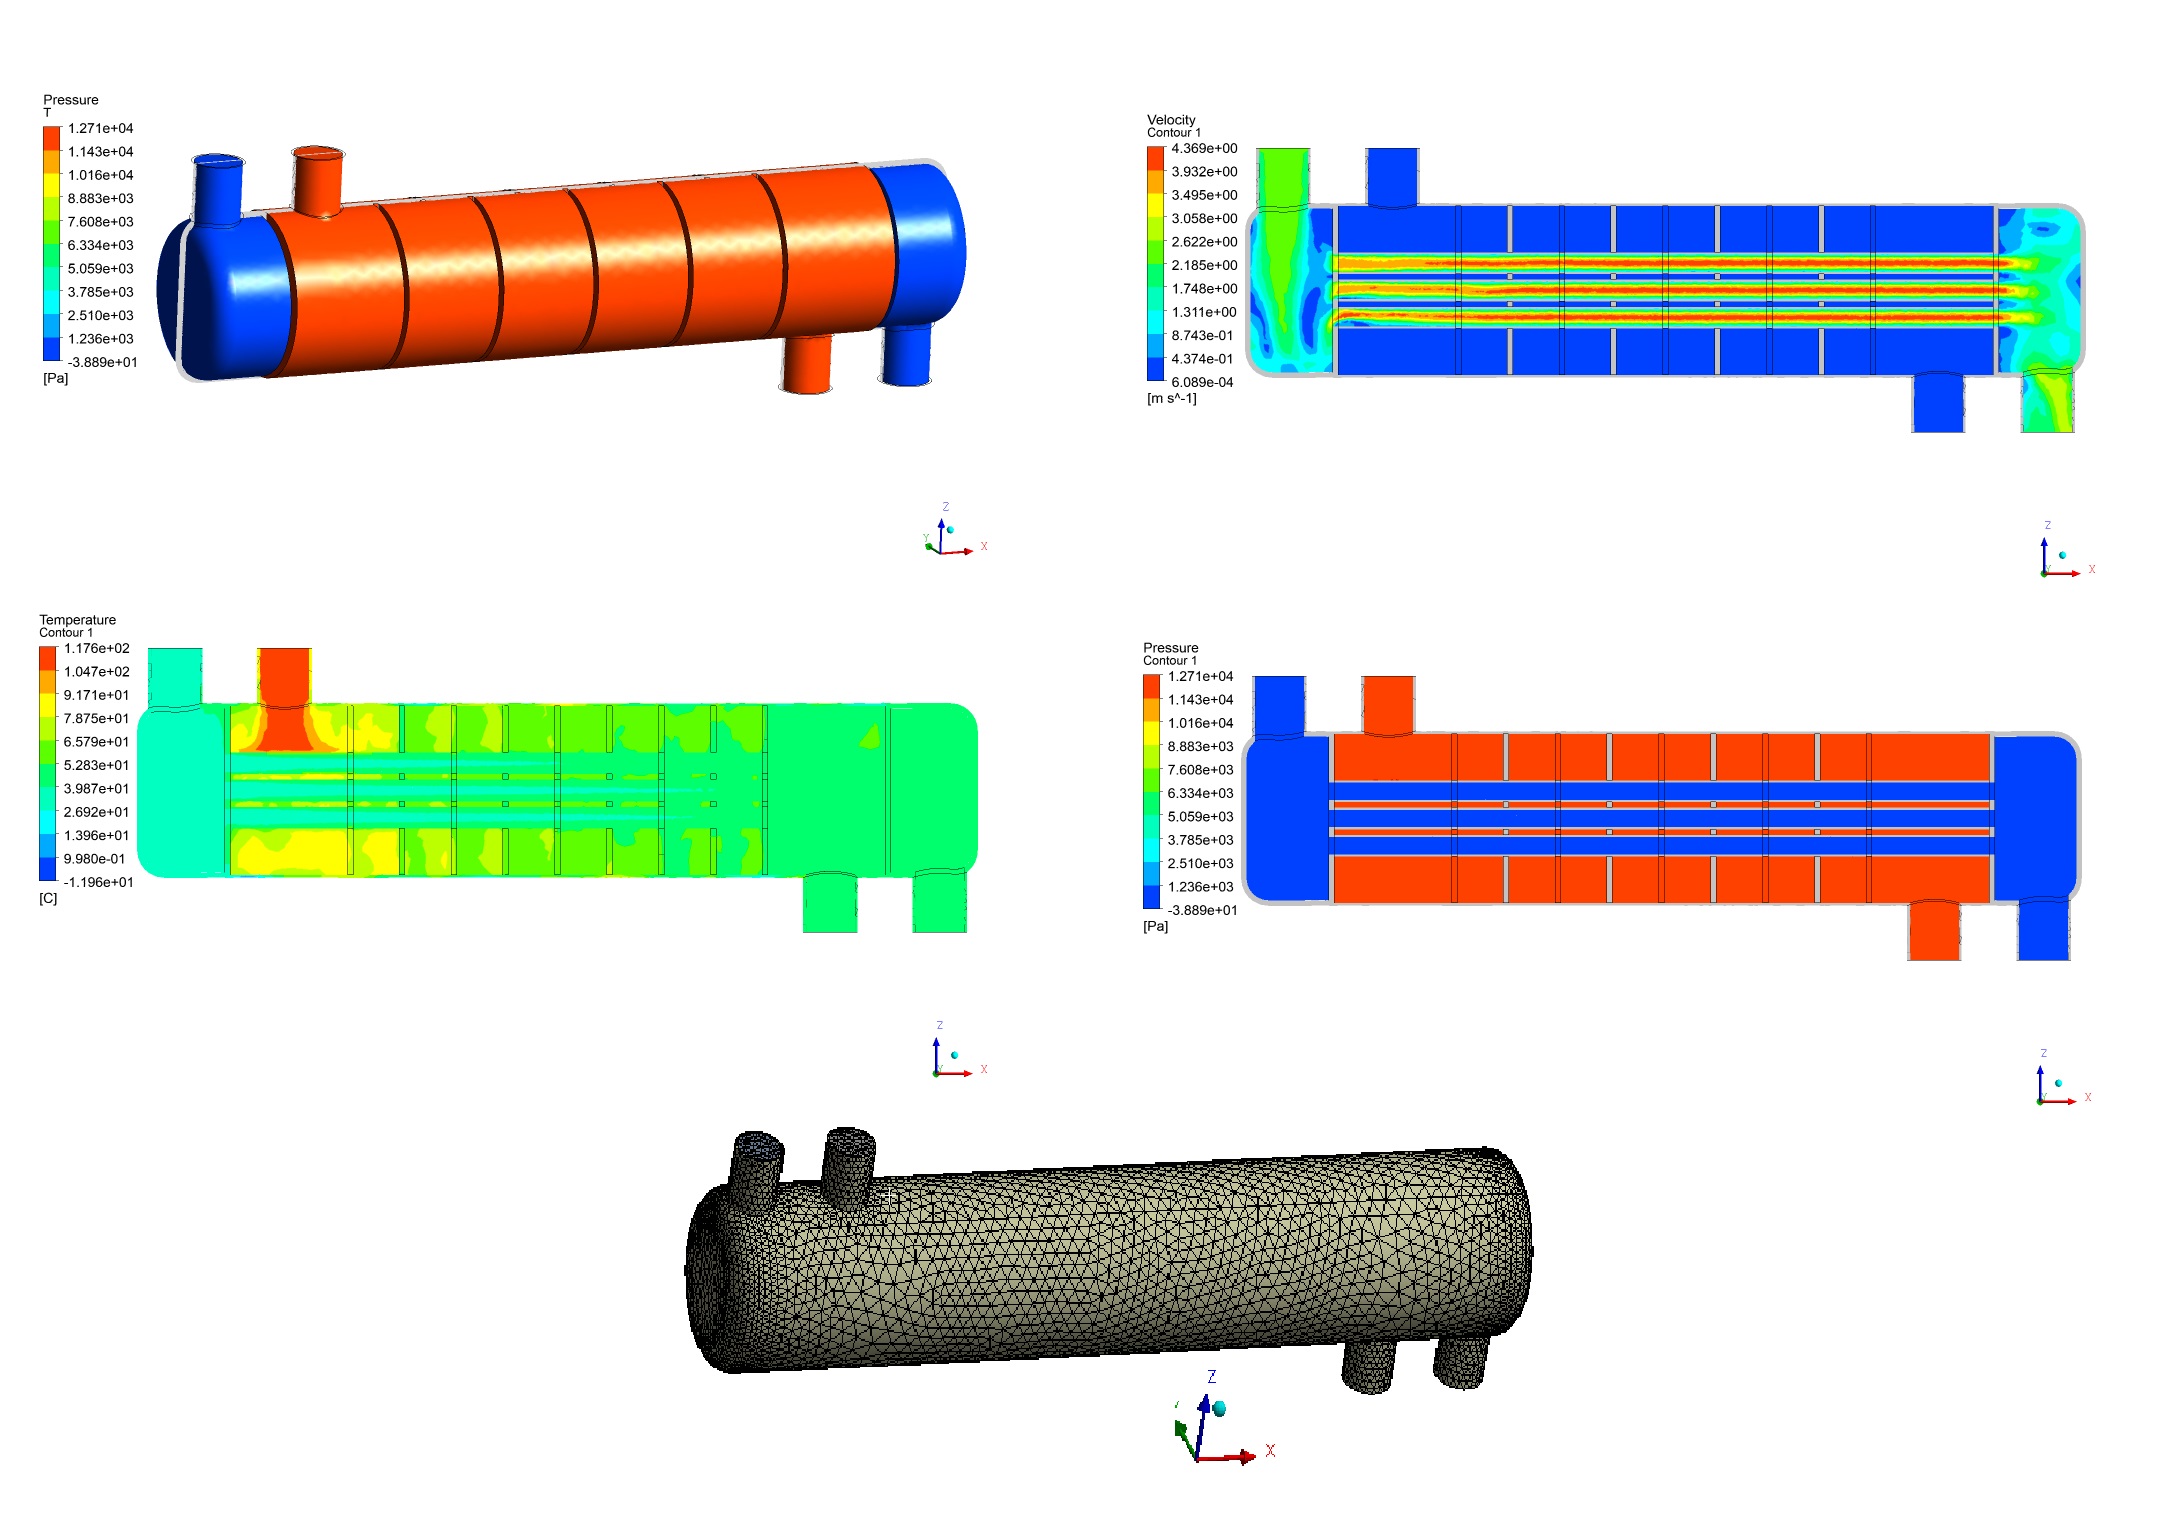 Pressure
T
1.271e+04
1.143e+04
1.016e+04
8.883e+03
7.608e+03
6.334e+03
5.059e+03
3.785e+03
2.510e+03
1.236e+03
-3.889e+01
[Pa]
Z
Y
X
Velocity
Contour 1
4.369e+00
3.932e+00
3.495e+00
3.058e+00
2.622e+00
2.185e+00
1.748e+00
1.311e+00
8.743e-01
4.374e-01
6.089e-04
[m s^-1]
Z
Y
X
Temperature
Contour 1
1.176e+02
1.047e+02
9.171e+01
7.875e+01
6.579e+01
5.283e+01
3.987e+01
2.692e+01
1.396e+01
9.980e-01
-1.196e+01
[C]
Z
Y
X
Pressure
Contour 1
1.271e+04
1.143e+04
1.016e+04
8.883e+03
7.608e+03
6.334e+03
5.059e+03
3.785e+03
2.510e+03
1.236e+03
-3.889e+01
[Pa]
Z
Y
X
Z
X